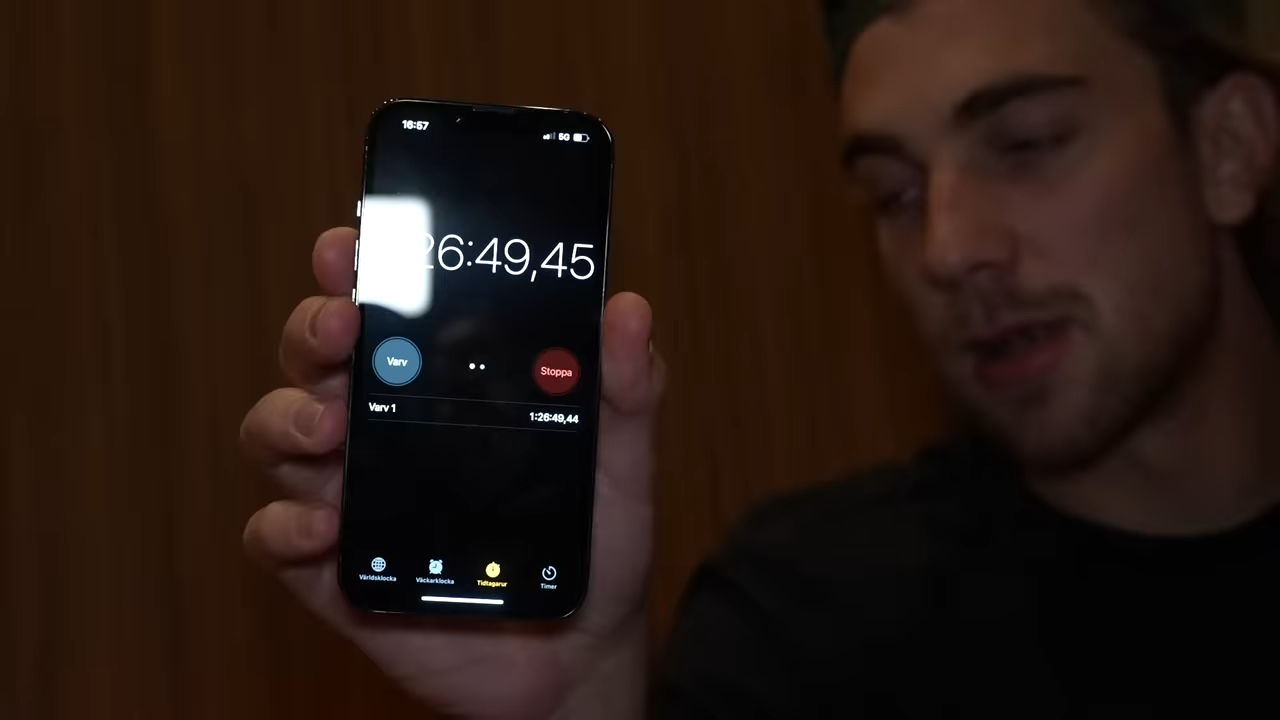 16:57 5G
26:49,45
Varv Stoppa
Varv 1 1:26:49,44
Världsklocka Väckarklocka Tidtagarur Timer